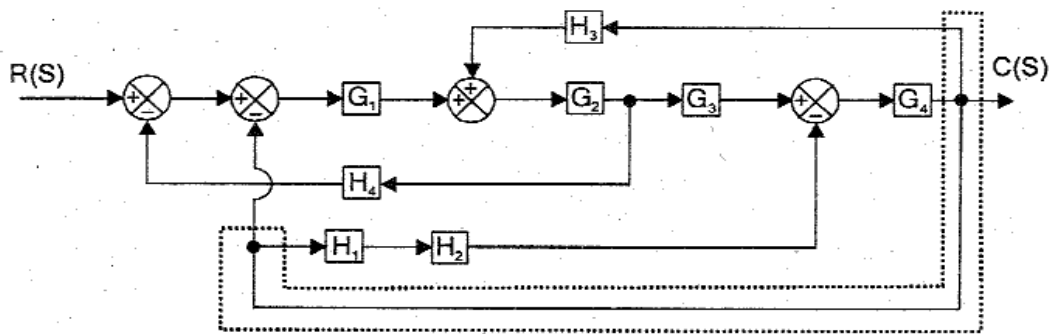 H₃
R(S)
C(S)
+ − + − G₁ + + G₂ G₃ + − G₄
H₄
H₁ H₂